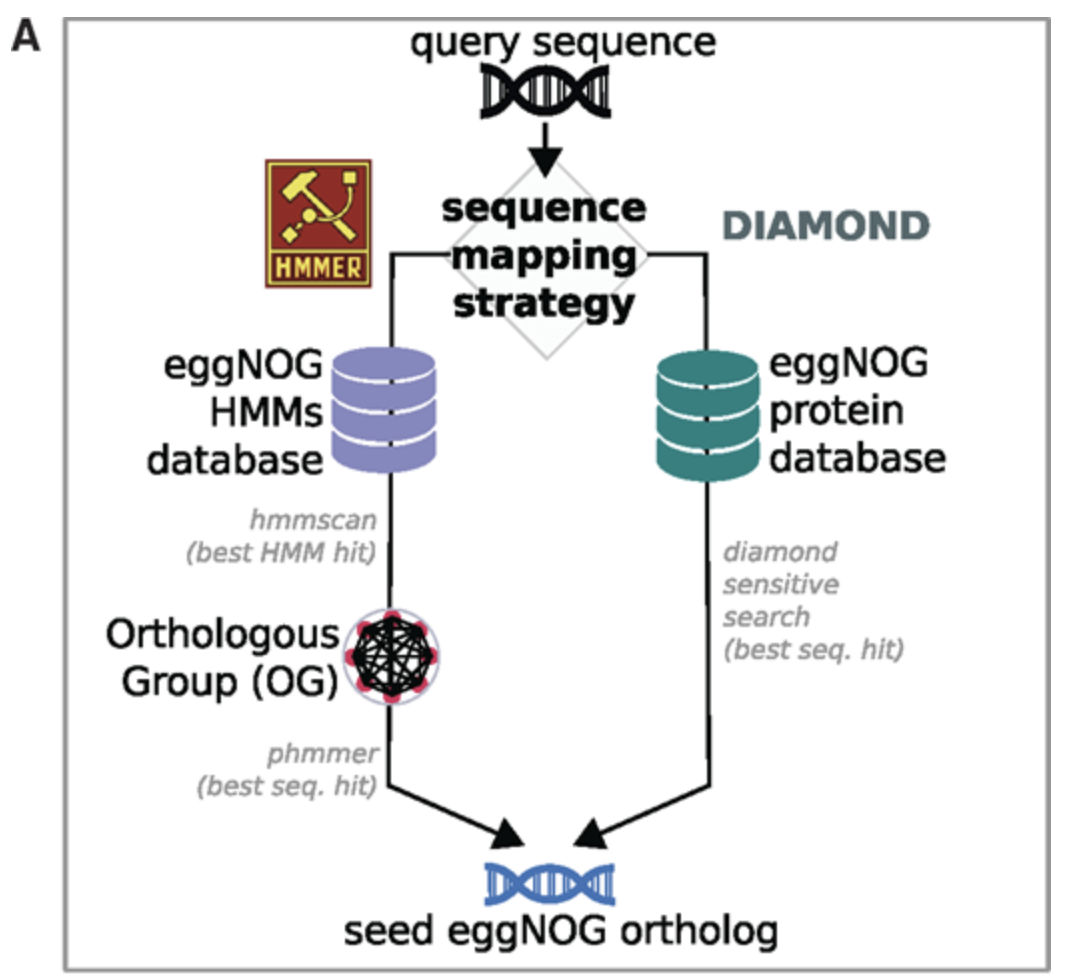 A
query sequence
HMMER
sequence
mapping
strategy
DIAMOND
eggNOG
HMMs
database
eggNOG
protein
database
hmmscan
(best HMM hit)
diamond
sensitive
search
(best seq. hit)
Orthologous
Group (OG)
phmmer
(best seq. hit)
seed eggNOG ortholog